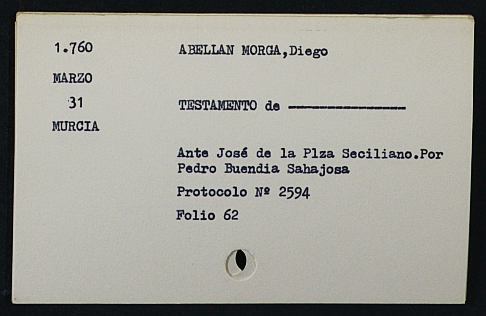 1.760
MARZO
31
MURCIA
ABELLAN MORGA,Diego
TESTAMENTO de ----------------
Ante José de la Plza Seciliano.Por
Pedro Buendia Sahajosa
Protocolo Nº 2594
Folio 62